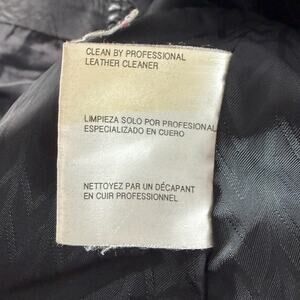 CLEAN BY PROFESSIONAL
LEATHER CLEANER
LIMPIEZA SOLO POR PROFESIONAL
ESPECIALIZADO EN CUERO
NETTOYEZ PAR UN DÉCAPANT
EN CUIR PROFESSIONNEL